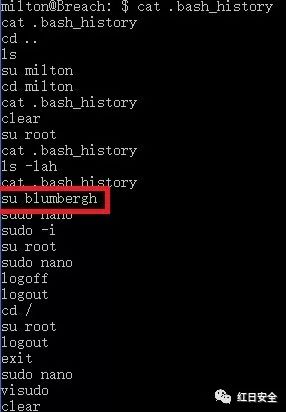 milton@Breach: $ cat .bash_history
cat .bash_history
cd ..
ls
su milton
cd milton
cat .bash_history
clear
su root
cat .bash_history
ls -lah
cat .bash_history
su blumbergh
sudo nano
sudo -i
su root
sudo nano
logoff
logout
cd /
su root
logout
exit
sudo nano
visudo
clear
红日安全